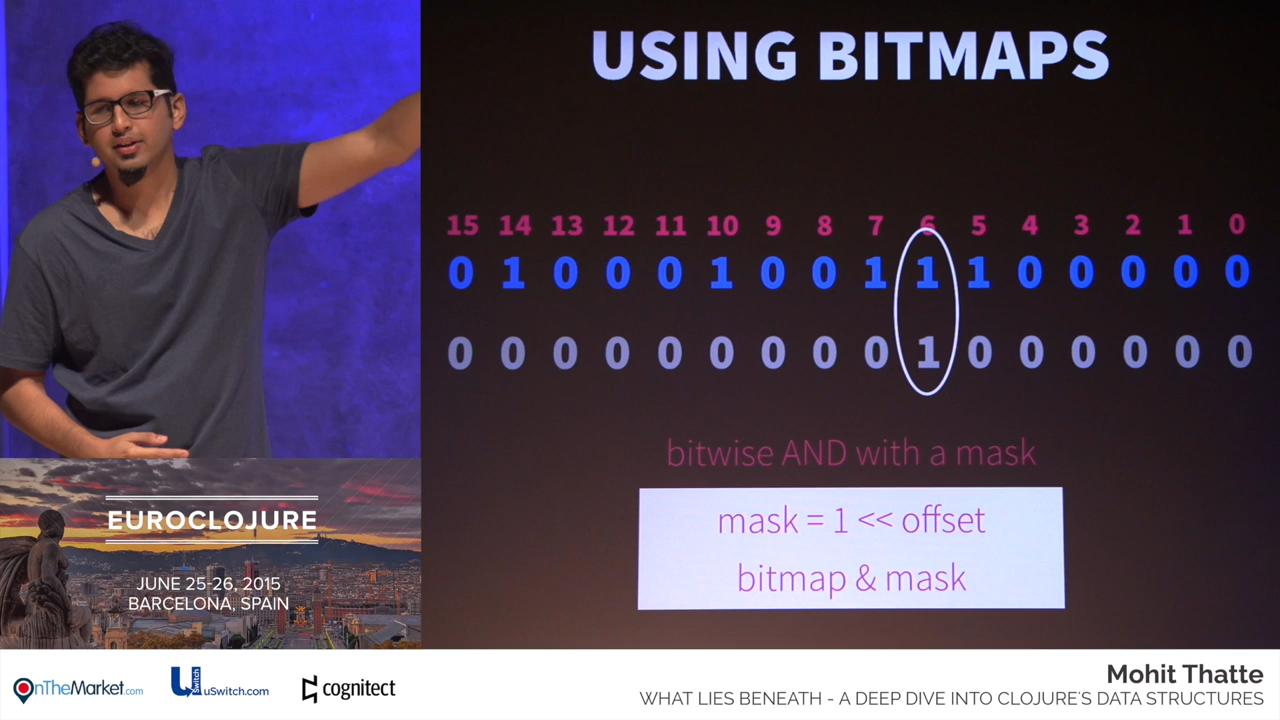 USING BITMAPS
15 14 13 12 11 10 9 8 7 6 5 4 3 2 1 0
0 1 0 0 0 1 0 0 1 1 1 0 0 0 0 0
0 0 0 0 0 0 0 0 0 1 0 0 0 0 0 0
bitwise AND with a mask
mask = 1 << offset
bitmap & mask
EUROCLOJURE
JUNE 25-26, 2015
BARCELONA, SPAIN
OnTheMarket.com
U Switch
uSwitch.com
cognitect
Mohit Thatte
WHAT LIES BENEATH - A DEEP DIVE INTO CLOJURE'S DATA STRUCTURES